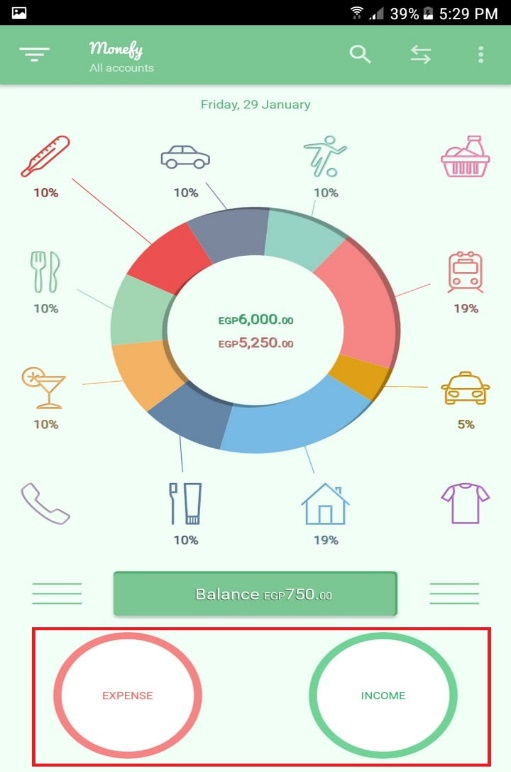 39% 5:29 PM
Monefy
All accounts
Friday, 29 January
10% 10% 10%
10% 19%
10% 5%
10% 19%
EGP6,000.00
EGP5,250.00
Balance EGP750.00
EXPENSE INCOME